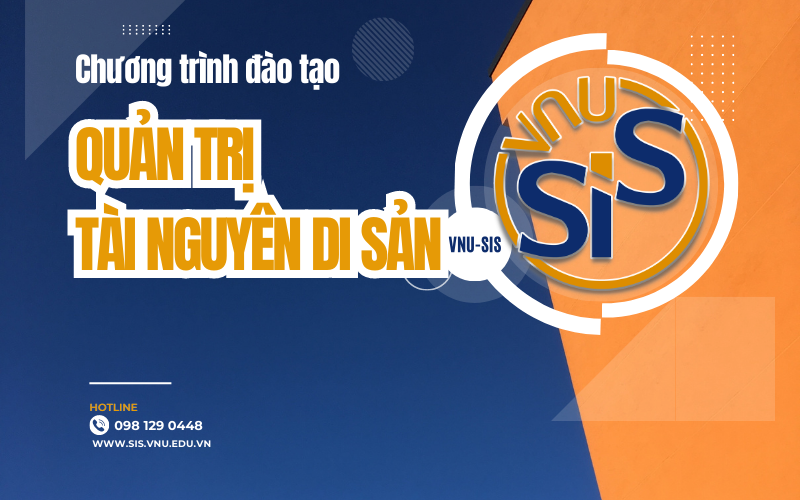 Chương trình đào tạo
QUẢN TRỊ
TÀI NGUYÊN DI SẢN
VNU-SIS
VNU
SiS
HOTLINE
098 129 0448
WWW.SIS.VNU.EDU.VN